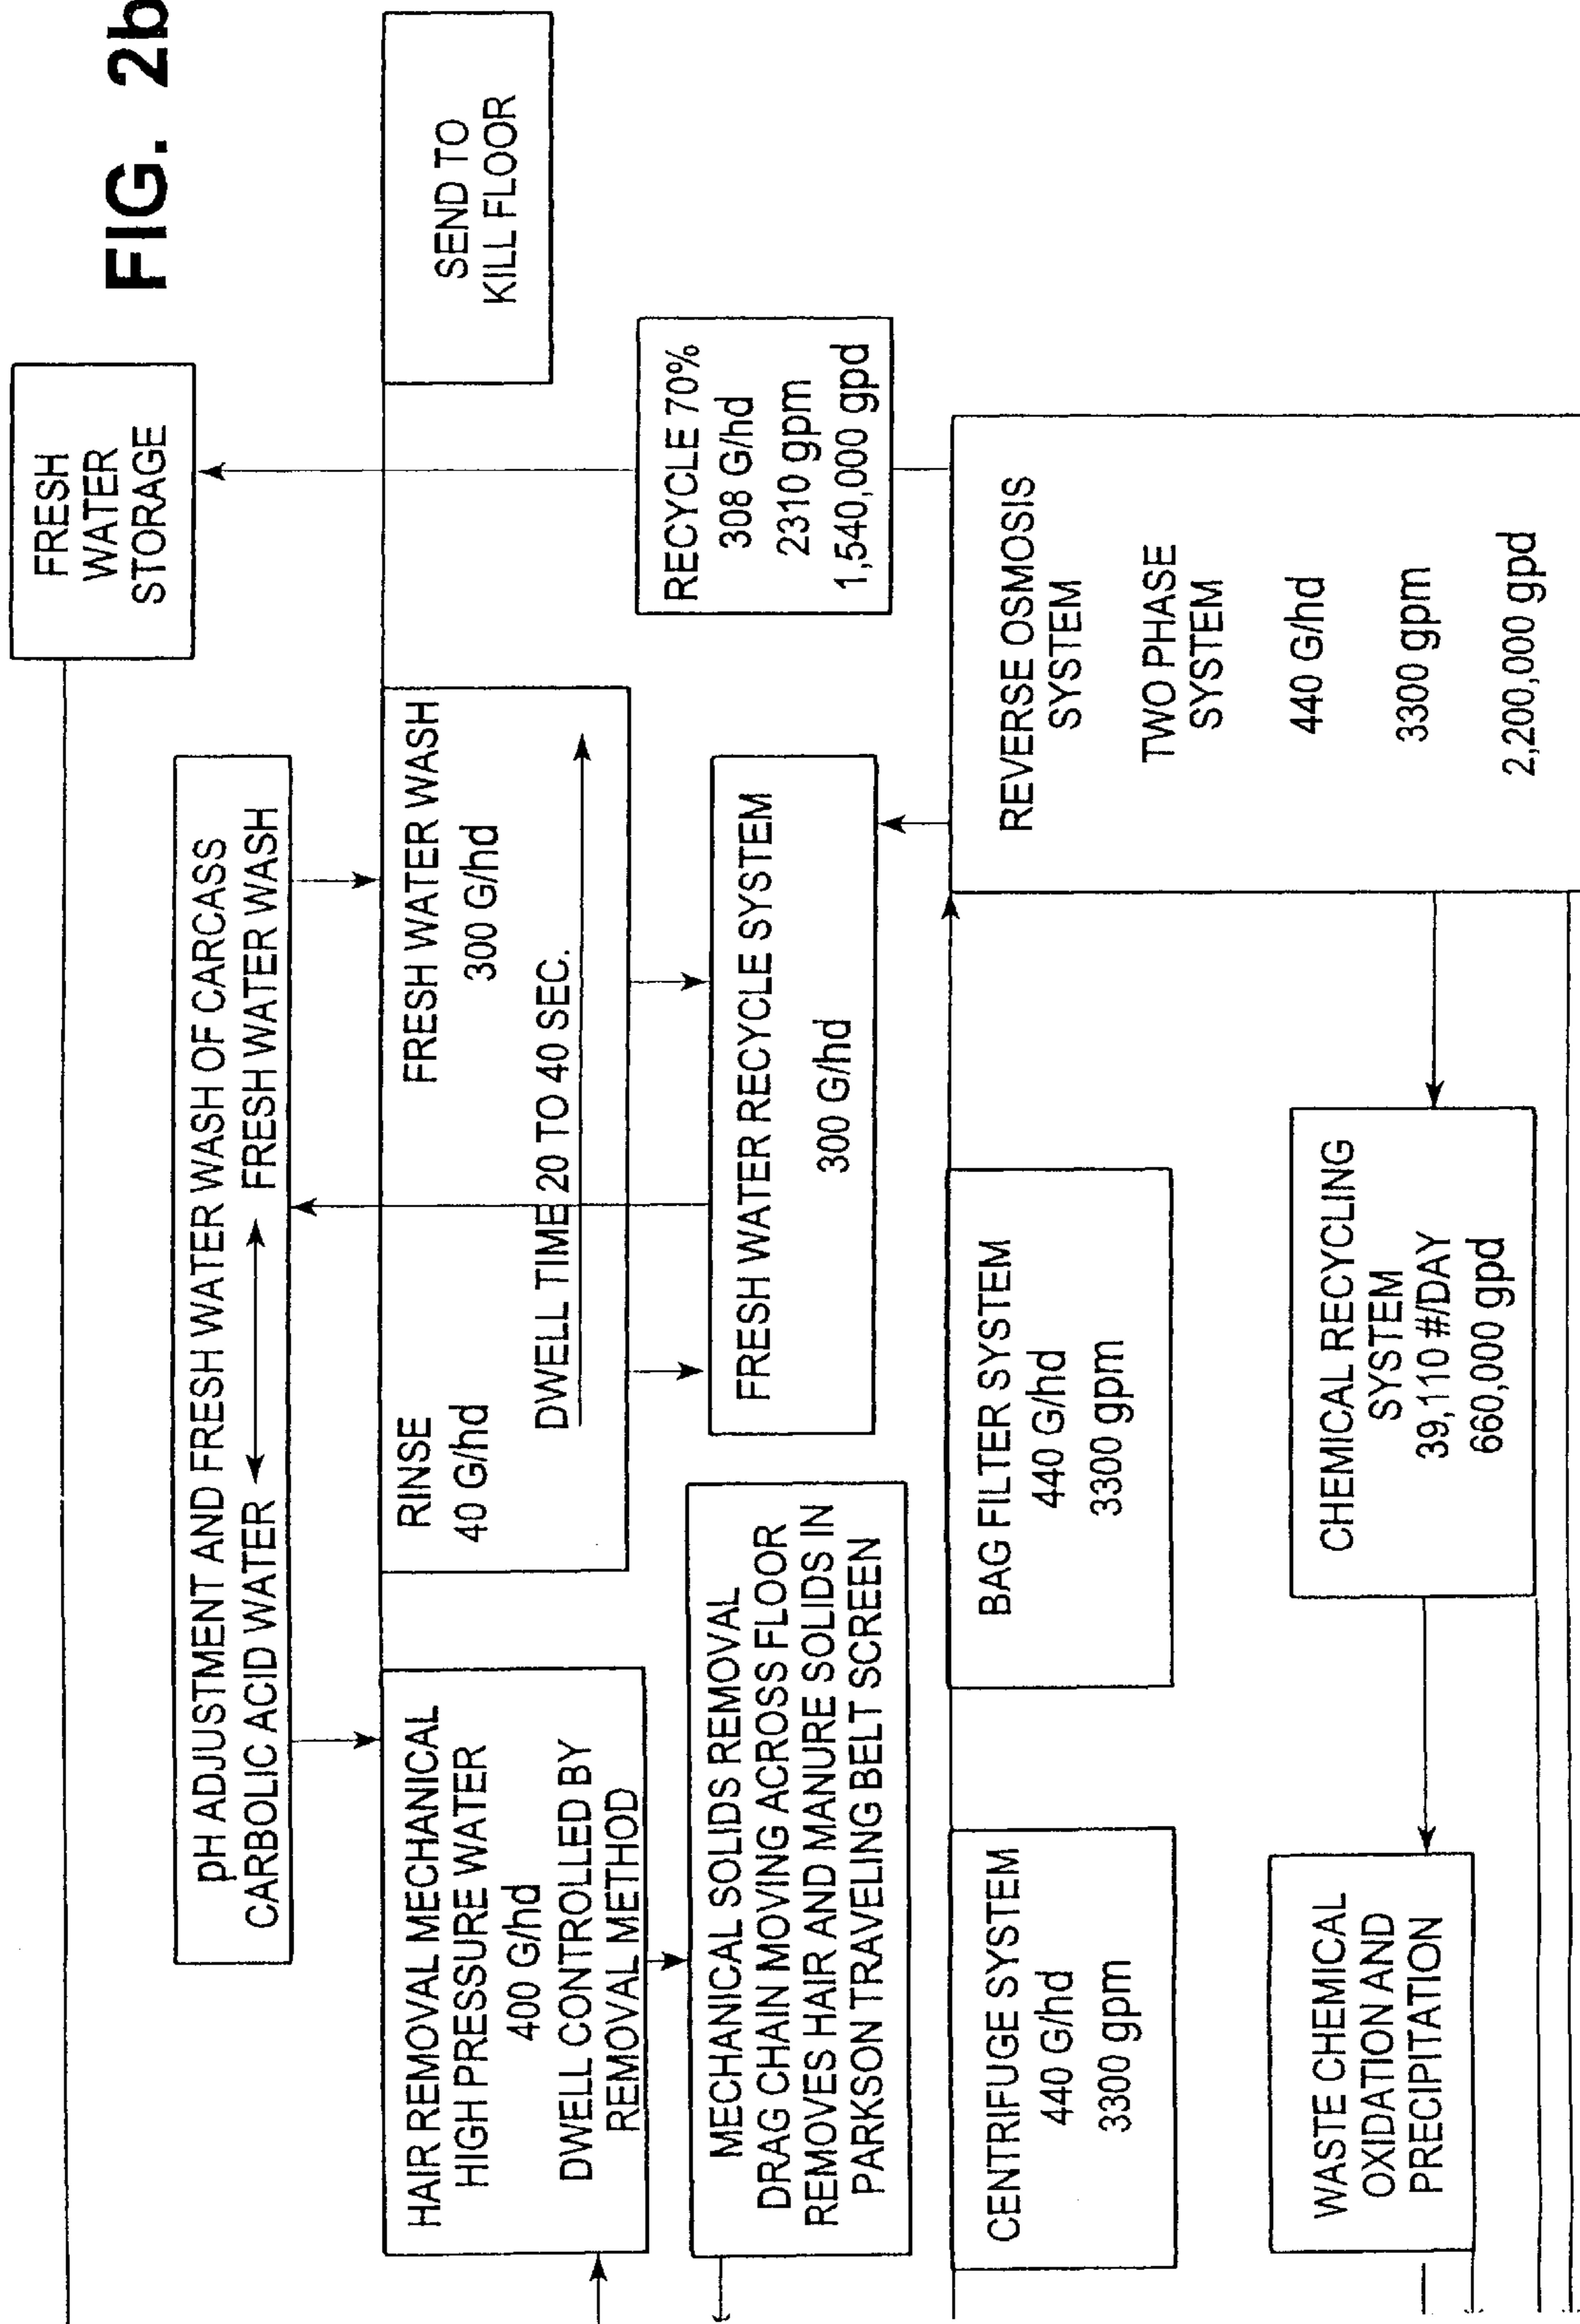 FIG. 2b
FRESH
WATER
STORAGE
pH ADJUSTMENT AND FRESH WATER WASH OF CARCASS
CARBOLIC ACID WATER
FRESH WATER WASH
HAIR REMOVAL MECHANICAL
HIGH PRESSURE WATER
400 G/hd
DWELL CONTROLLED BY
REMOVAL METHOD
RINSE
40 G/hd
FRESH WATER WASH
300 G/hd
DWELL TIME 20 TO 40 SEC.
SEND TO
KILL FLOOR
MECHANICAL SOLIDS REMOVAL
DRAG CHAIN MOVING ACROSS FLOOR
REMOVES HAIR AND MANURE SOLIDS IN
PARKSON TRAVELING BELT SCREEN
FRESH WATER RECYCLE SYSTEM
300 G/hd
RECYCLE 70%
308 G/hd
2310 gpm
1,540,000 gpd
CENTRIFUGE SYSTEM
440 G/hd
3300 gpm
BAG FILTER SYSTEM
440 G/hd
3300 gpm
REVERSE OSMOSIS
SYSTEM
TWO PHASE
SYSTEM
440 G/hd
3300 gpm
2,200,000 gpd
WASTE CHEMICAL
OXIDATION AND
PRECIPITATION
CHEMICAL RECYCLING
SYSTEM
39,110 #/DAY
660,000 gpd